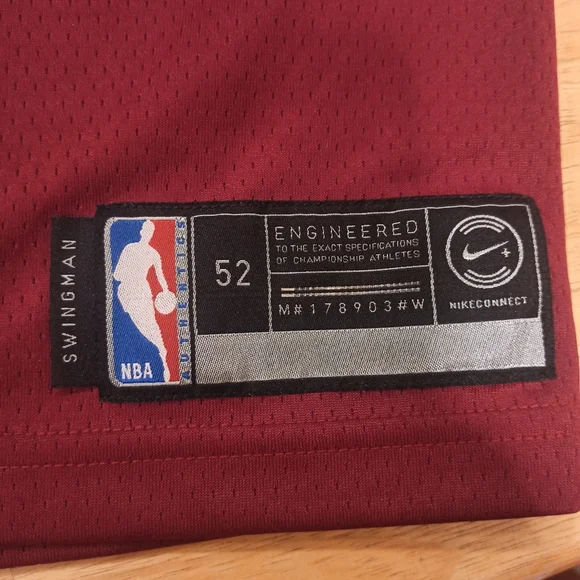 SWINGMAN
NBA
AUTHENTICS
52
ENGINEERED
TO THE EXACT SPECIFICATIONS
OF CHAMPIONSHIP ATHLETES
M#178903#W
NIKECONNECT